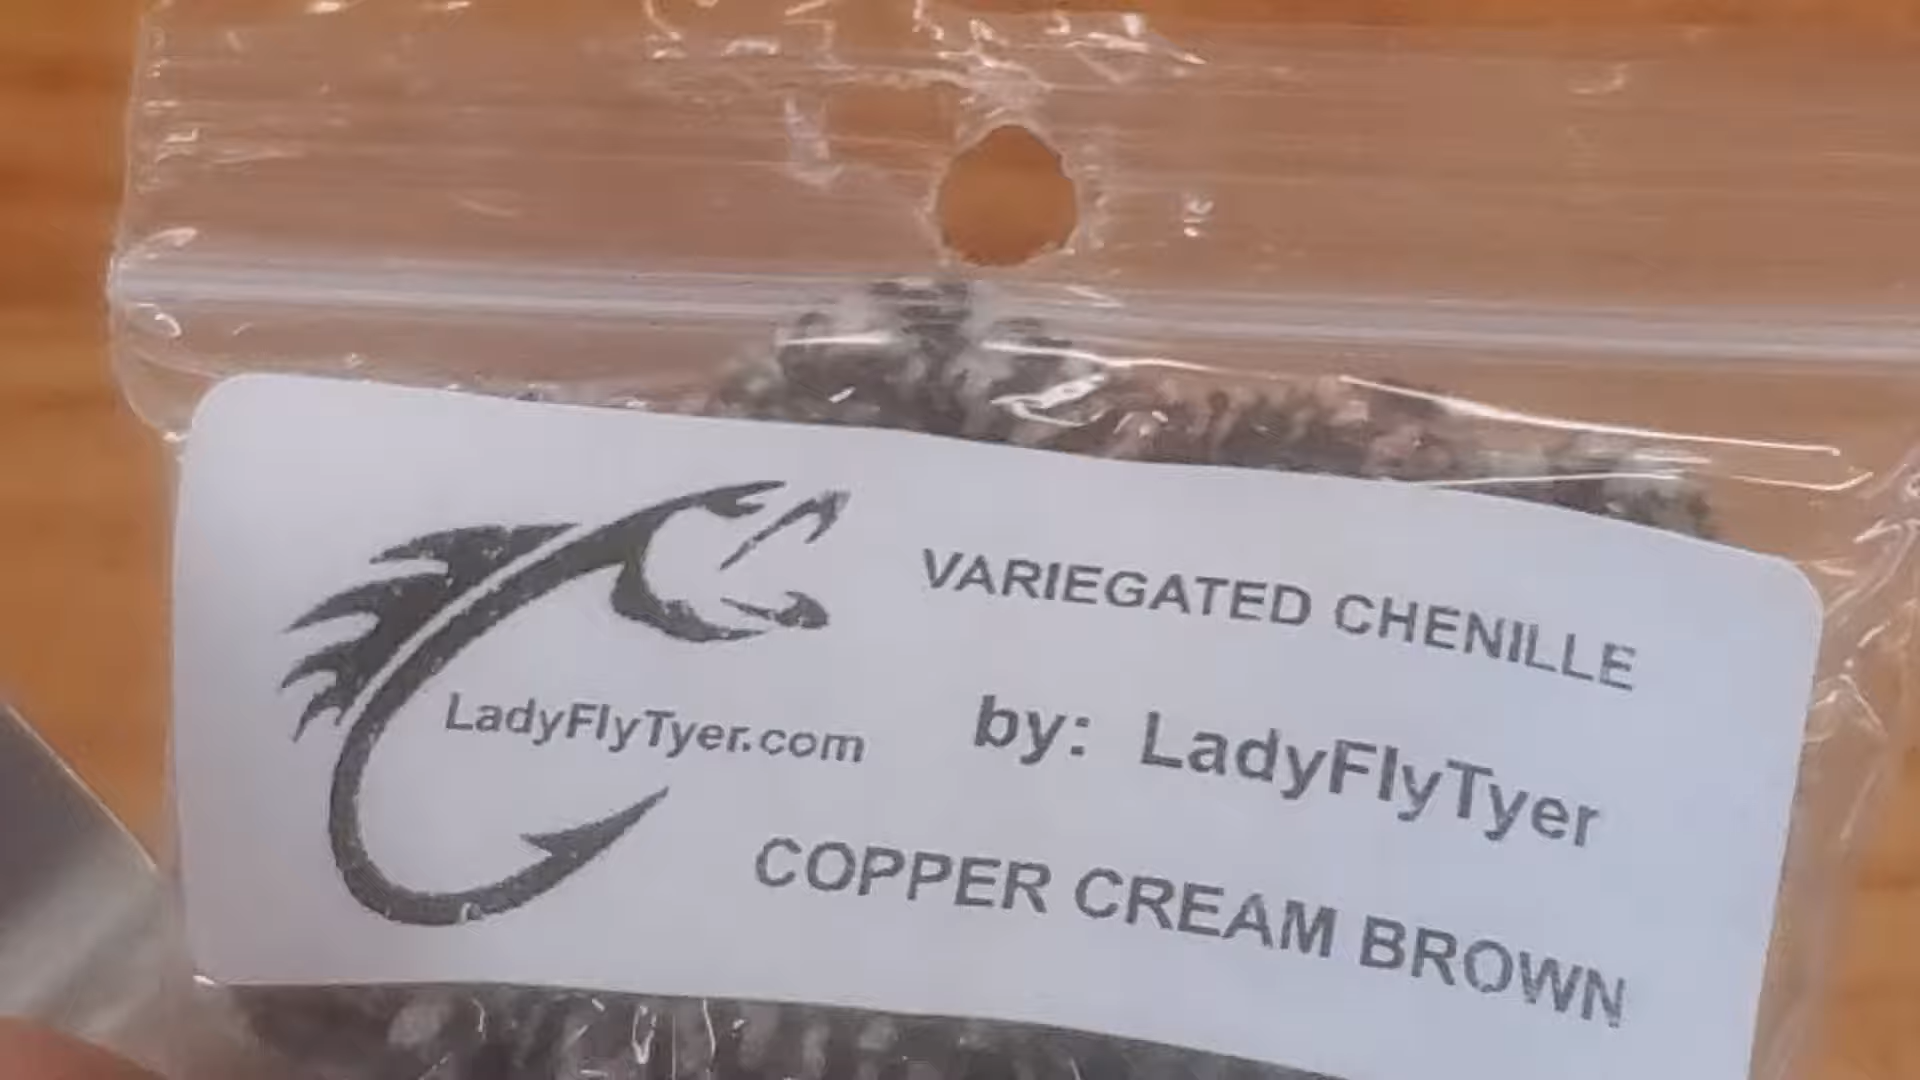 VARIEGATED CHENILLE
LadyFlyTyer.com
by: LadyFlyTyer
COPPER CREAM BROWN